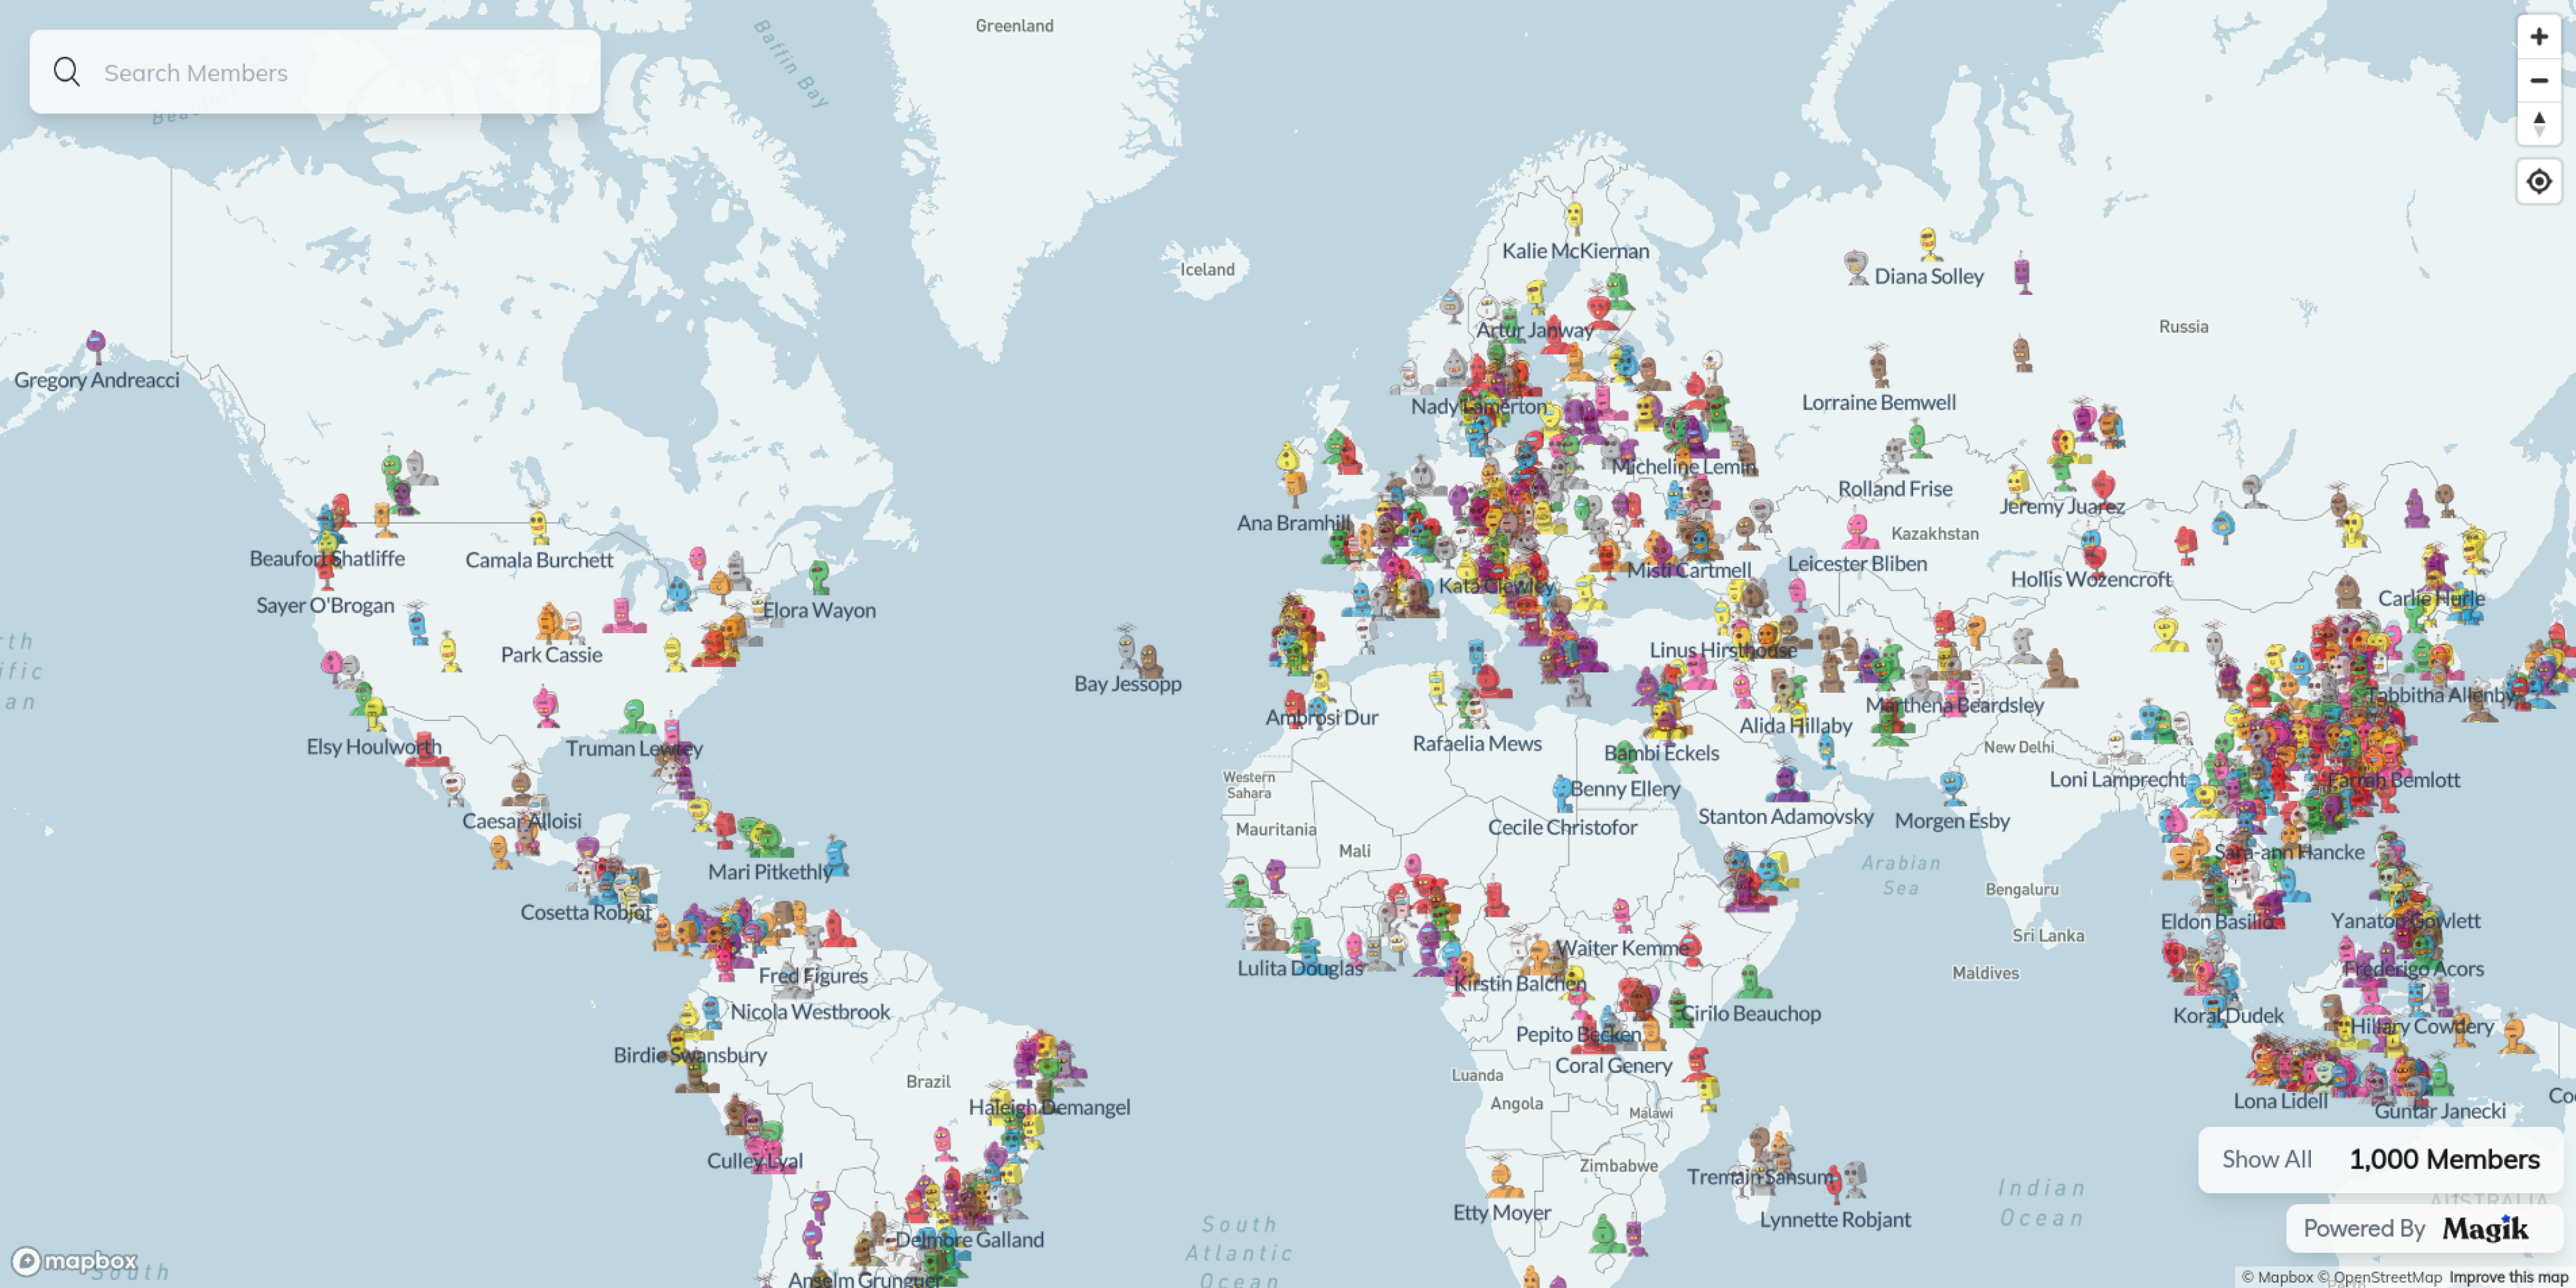 Greenland
Baffin Bay
Search Members
Iceland
Kalie McKiernan
Diana Solley
Russia
Artur Janway
Gregory Andreacci
Nady Lamerton
Lorraine Bemwell
Micheline Lemin
Rolland Frise
Jeremy Juarez
Ana Bramhill
Kazakhstan
Beaufort Shatliffe
Camala Burchett
Misti Cartmell
Leicester Bliben
Hollis Wozencroft
Kata Clewley
Carlie Hurle
Sayer O'Brogan
Elora Wayon
Park Cassie
Linus Hirsthouse
Bay Jessopp
Tabbitha Allenby
Marthena Beardsley
Ambrosi Dur
Alida Hillaby
Elsy Houlworth
Truman Lewtey
Rafaelia Mews
Bambi Eckels
New Delhi
Loni Lamprecht
Farrah Bemlott
Western
Sahara
Benny Ellery
Caesar Alloisi
Stanton Adamovsky
Morgen Esby
Cecile Christofor
Mauritania
Mali
Sara-ann Hancke
Arabian
Sea
Mari Pitkethly
Bengaluru
Cosetta Robjot
Eldon Basilio
Yanaton Gowlett
Sri Lanka
Waiter Kemme
Lulita Douglas
Frederigo Acors
Maldives
Fred Figures
Kirstin Balchen
Nicola Westbrook
Cirilo Beauchop
Koral Dudek
Hillary Cowdery
Pepito Becken
Birdie Swansbury
Coral Genery
Luanda
Brazil
Angola
Malawi
Haleigh Demangel
Lona Lidell
Guntar Janecki
Culley Lyal
Zimbabwe
Show All 1,000 Members
Tremain Sansum
Indian
Ocean
AUSTRALIA
Etty Moyer
Lynnette Robjant
South
Atlantic
Ocean
Powered By Magik
Delmore Galland
mapbox
South
Anselm Grunguer
© Mapbox © OpenStreetMap Improve this map